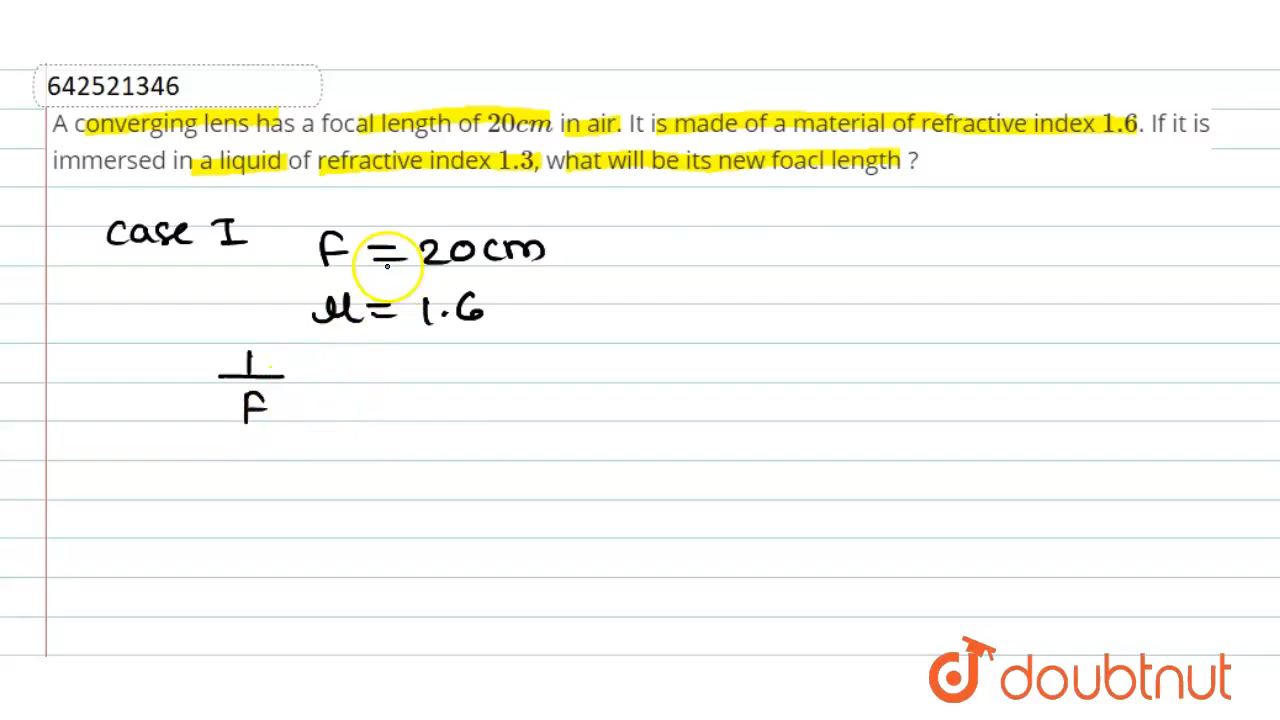 642521346
A converging lens has a focal length of 20cm in air. It is made of a material of refractive index 1.6. If it is
immersed in a liquid of refractive index 1.3, what will be its new foacl length ?
case I
F = 20cm
μ = 1.6
1
F
doubtnut